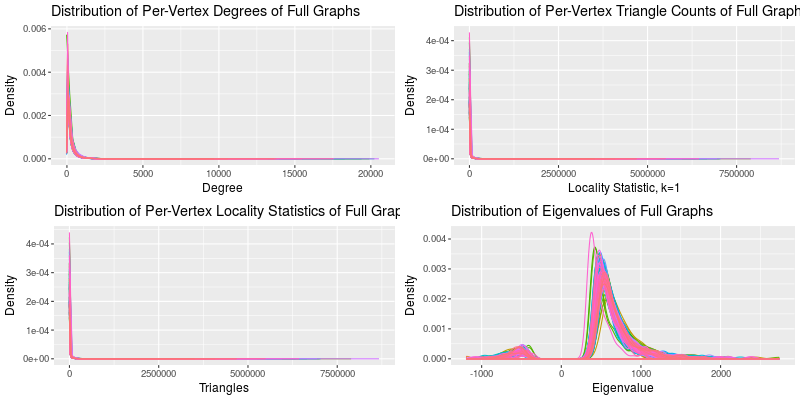 Distribution of Per-Vertex Degrees of Full Graphs
Density
0.006
0.004
0.002
0.000
0
5000
10000
15000
20000
Degree
Distribution of Per-Vertex Triangle Counts of Full Graph
Density
4e-04
3e-04
2e-04
1e-04
0e+00
0
2500000
5000000
7500000
Locality Statistic, k=1
Distribution of Per-Vertex Locality Statistics of Full Grap
Density
4e-04
3e-04
2e-04
1e-04
0e+00
0
2500000
5000000
7500000
Triangles
Distribution of Eigenvalues of Full Graphs
Density
0.004
0.003
0.002
0.001
0.000
-1000
0
1000
2000
Eigenvalue